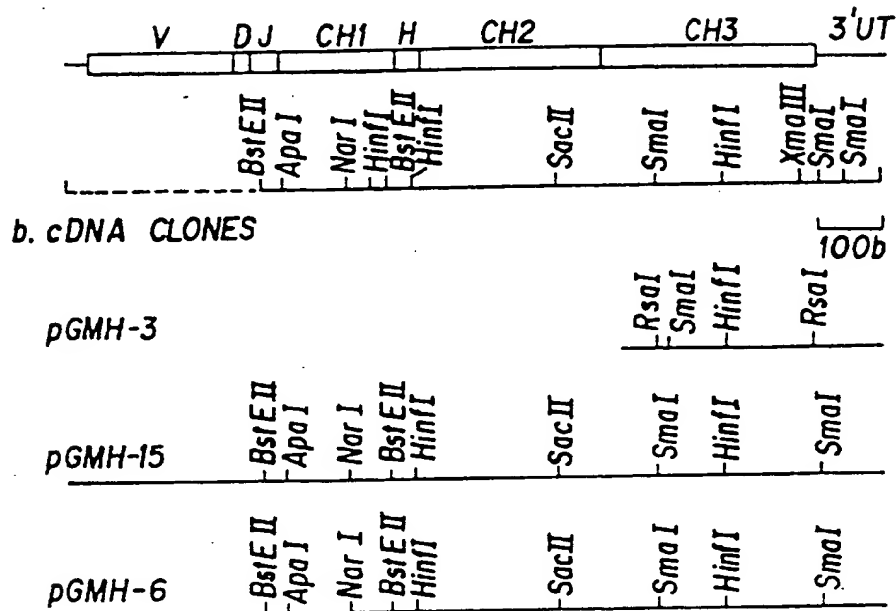 V D J CH1 H CH2 CH3 3'UT
BstEII ApaI NarI HinfI BstEII HinfI SacII SmaI HinfI XmaIII SmaI SmaI
b. cDNA CLONES
100b
pGMH-3 RsaI SmaI HinfI RsaI
pGMH-15 BstEII ApaI NarI BstEII HinfI SacII SmaI HinfI SmaI
pGMH-6 BstEII ApaI NarI BstEII HinfI SacII SmaI HinfI SmaI